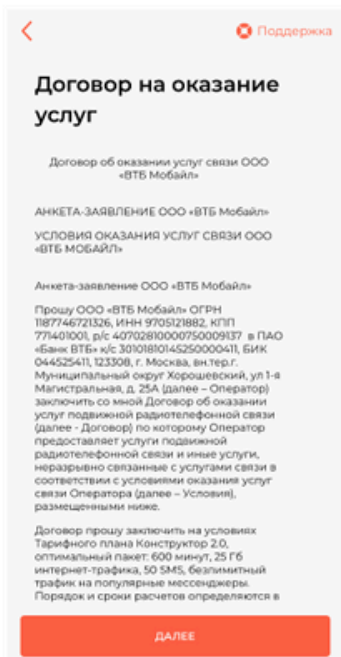 Поддержка
Договор на оказание
услуг
Договор об оказании услуг связи ООО
«ВТБ Мобайл»
АНКЕТА-ЗАЯВЛЕНИЕ ООО «ВТБ Мобайл»
УСЛОВИЯ ОКАЗАНИЯ УСЛУГ СВЯЗИ ООО
«ВТБ МОБАЙЛ»
Анкета-заявление ООО «ВТБ Мобайл»
Прошу ООО «ВТБ Мобайл» ОГРН
1187746721326, ИНН 9705121882, КПП
771401001, р/с 40702810000750009137 в ПАО
«Банк ВТБ» к/с 30101810145250000411, БИК
044525411, 123308, г. Москва, вн.тер.г.
Муниципальный округ Хорошевский, ул 1-я
Магистральная, д. 25А (далее – Оператор)
заключить со мной Договор об оказании
услуг подвижной радиотелефонной связи
(далее - Договор) по которому Оператор
предоставляет услуги подвижной
радиотелефонной связи и иные услуги,
неразрывно связанные с услугами связи в
соответствии с условиями оказания услуг
связи Оператора (далее – Условия),
размещенными ниже.
Договор прошу заключить на условиях
Тарифного плана Конструктор 2.0,
оптимальный пакет: 600 минут, 25 Гб
интернет-трафика, 50 SMS, безлимитный
трафик на популярные мессенджеры.
Порядок и сроки расчетов определяются в
ДАЛЕЕ